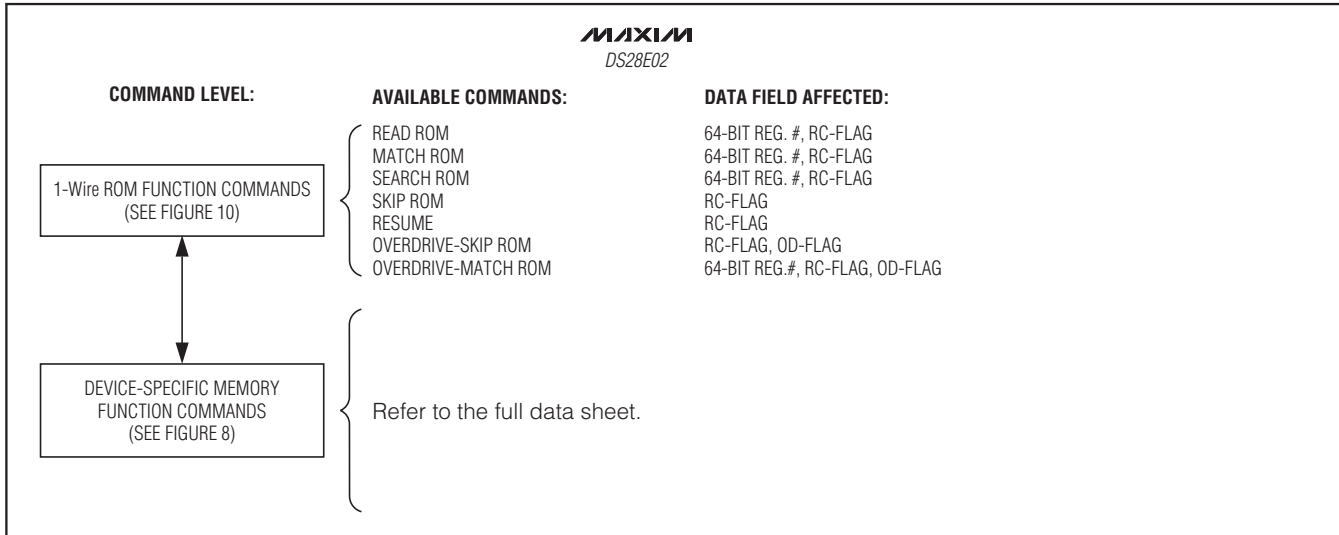 MAXIM
DS28E02
COMMAND LEVEL:
AVAILABLE COMMANDS:
DATA FIELD AFFECTED:
1-Wire ROM FUNCTION COMMANDS
(SEE FIGURE 10)
READ ROM 64-BIT REG. #, RC-FLAG
MATCH ROM 64-BIT REG. #, RC-FLAG
SEARCH ROM 64-BIT REG. #, RC-FLAG
SKIP ROM RC-FLAG
RESUME RC-FLAG
OVERDRIVE-SKIP ROM RC-FLAG, OD-FLAG
OVERDRIVE-MATCH ROM 64-BIT REG.#, RC-FLAG, OD-FLAG
DEVICE-SPECIFIC MEMORY
FUNCTION COMMANDS
(SEE FIGURE 8)
Refer to the full data sheet.